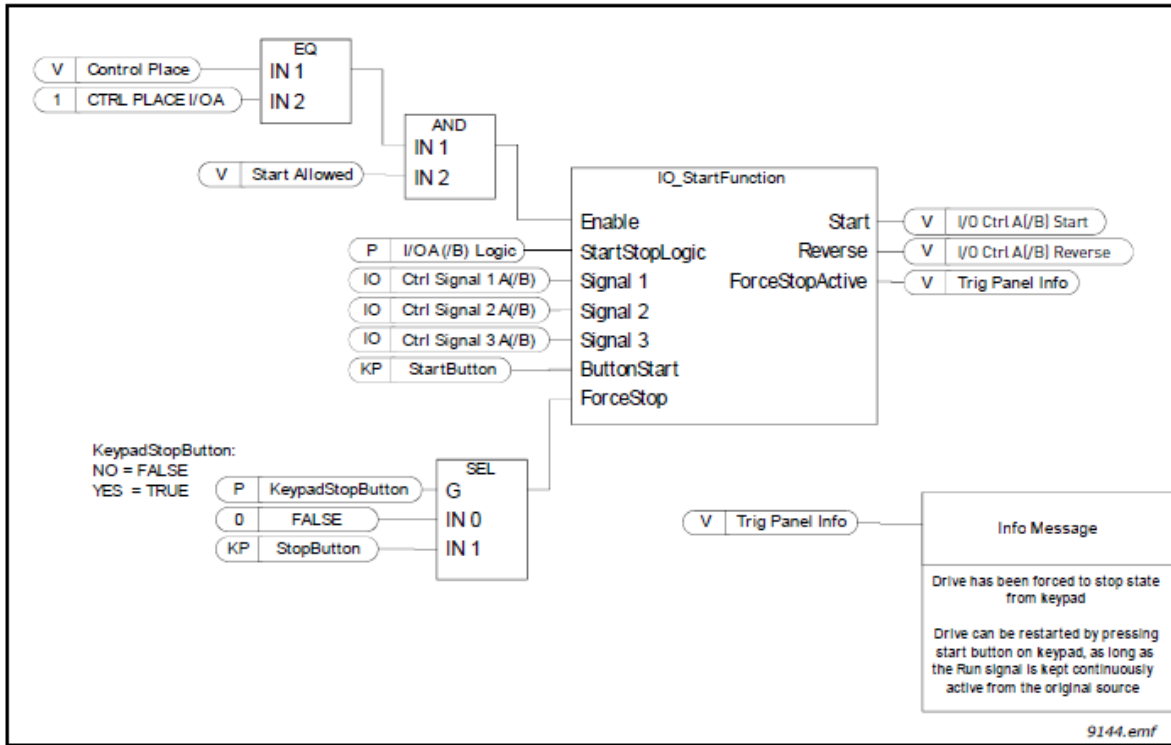 EQ
V Control Place IN 1
1 CTRL PLACE I/OA IN 2
AND
IN 1
V Start Allowed IN 2
IO_StartFunction
Enable Start V I/O Ctrl A(/B) Start
P I/OA (/B) Logic StartStopLogic Reverse V I/O Ctrl A(/B) Reverse
IO Ctrl Signal 1 A(/B) Signal 1 ForceStopActive V Trig Panel Info
IO Ctrl Signal 2 A(/B) Signal 2
IO Ctrl Signal 3 A(/B) Signal 3
KP StartButton ButtonStart
ForceStop
KeypadStopButton:
NO = FALSE
YES = TRUE
SEL
P KeypadStopButton G
0 FALSE IN 0
KP StopButton IN 1
V Trig Panel Info
Info Message
Drive has been forced to stop state
from keypad
Drive can be restarted by pressing
start button on keypad, as long as
the Run signal is kept continuously
active from the original source
9144.emf